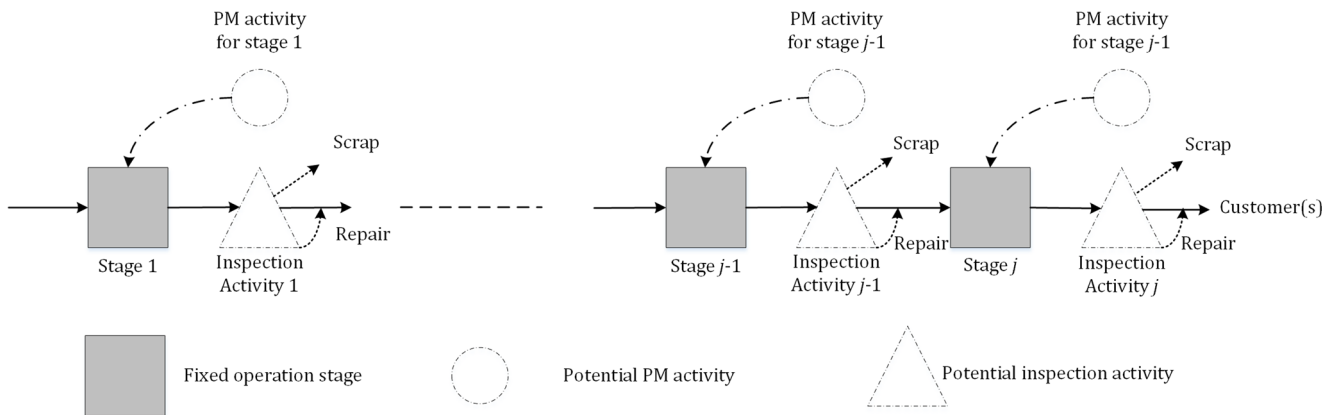 PM activity
for stage 1
PM activity
for stage j-1
PM activity
for stage j-1
Scrap
Scrap
Scrap
Customer(s)
Repair
Repair
Repair
Stage 1
Inspection
Activity 1
Stage j-1
Inspection
Activity j-1
Stage j
Inspection
Activity j
Fixed operation stage
Potential PM activity
Potential inspection activity